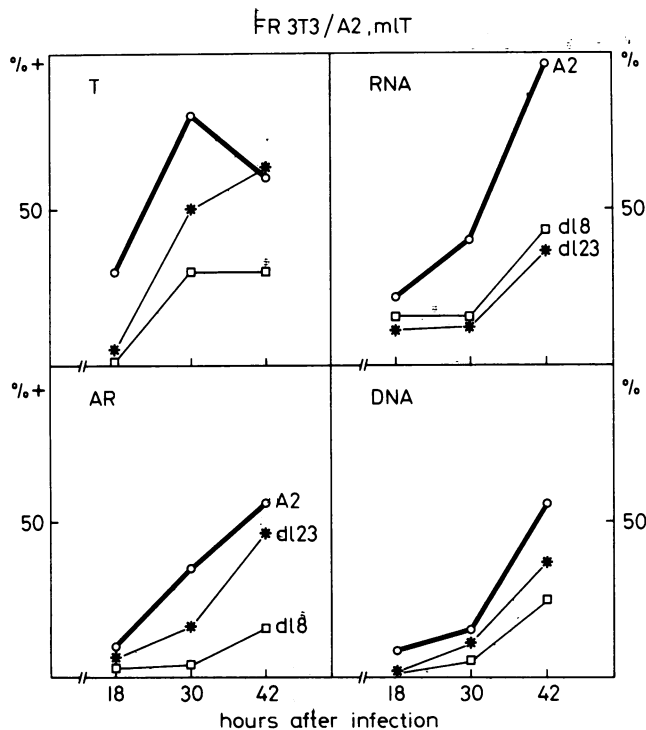 FR 3T3/A2, mlT
% +
T
50
RNA
A2
dl8
dl23
%
50
% +
AR
50
A2
dl23
dl8
18
30
42
DNA
%
50
18
30
42
hours after infection